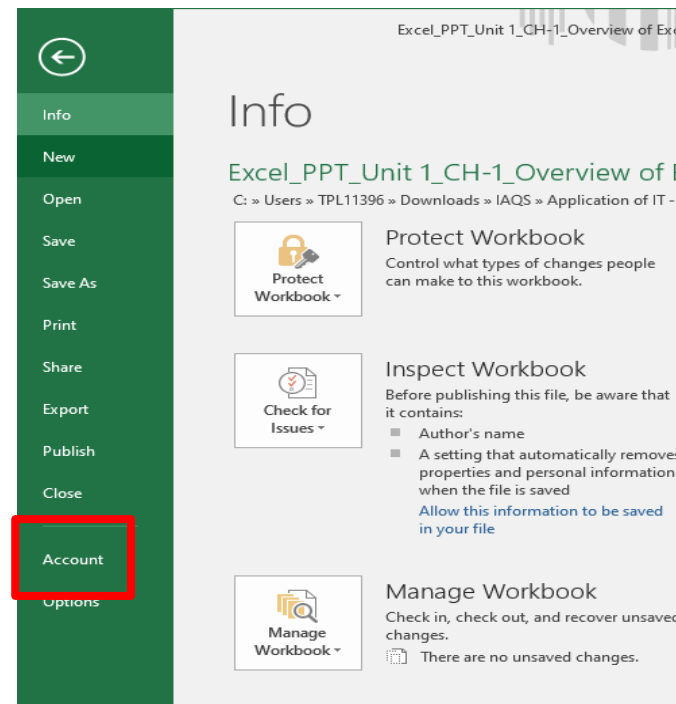 Excel_PPT_Unit 1_CH-1_Overview of Exc
Info
New
Open
Save
Save As
Print
Share
Export
Publish
Close
Account
Options
Info
Excel_PPT_Unit 1_CH-1_Overview of E
C: » Users » TPL11396 » Downloads » IAQS » Application of IT -
Protect
Workbook
Protect Workbook
Control what types of changes people
can make to this workbook.
Check for
Issues
Inspect Workbook
Before publishing this file, be aware that
it contains:
Author's name
A setting that automatically removes
properties and personal information
when the file is saved
Allow this information to be saved
in your file
Manage
Workbook
Manage Workbook
Check in, check out, and recover unsaved
changes.
There are no unsaved changes.